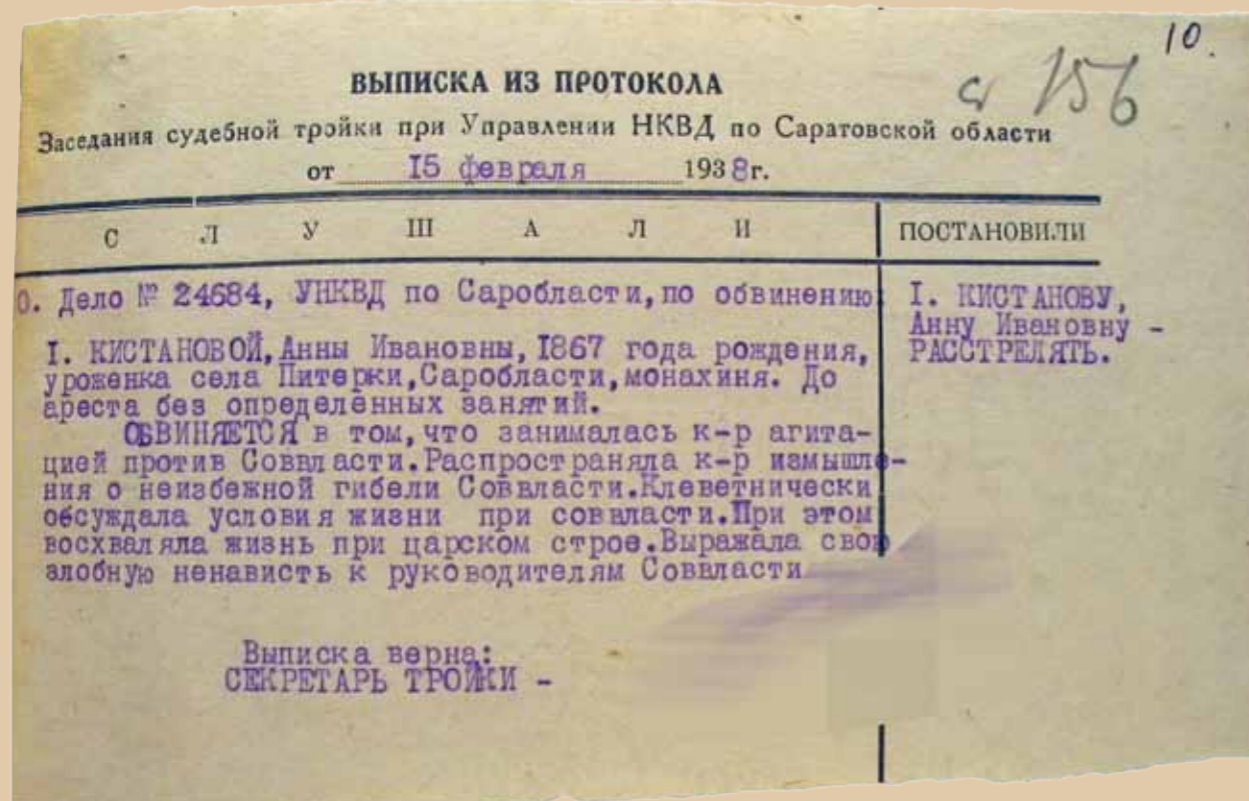 10.
156
ВЫПИСКА ИЗ ПРОТОКОЛА
Заседания судебной тройки при Управлении НКВД по Саратовской области
от 15 февраля 1938г.
СЛУШАЛИ
ПОСТАНОВИЛИ
0. Дело № 24684, УНКВД по Саробласти,по обвинению
I. КИСТАНОВОЙ,Анны Ивановны,I867 года рождения,
уроженка села Питерки,Саробласти,монахиня. До
ареста без определенных занятий.
ОБВИНЯЕТСЯ в том,что занималась к-р агита-
цией против Соввласти.Распространяла к-р измышле-
ния о неизбежной гибели Соввласти.Клеветнически
обсуждала условия жизни при соввласти.При этом
восхваляла жизнь при царском строе.Выражала свою
злобную ненависть к руководителям Соввласти
I. КИСТАНОВУ,
Анну Ивановну -
РАССТРЕЛЯТЬ.
Выписка верна:
СЕКРЕТАРЬ ТРОЙКИ -